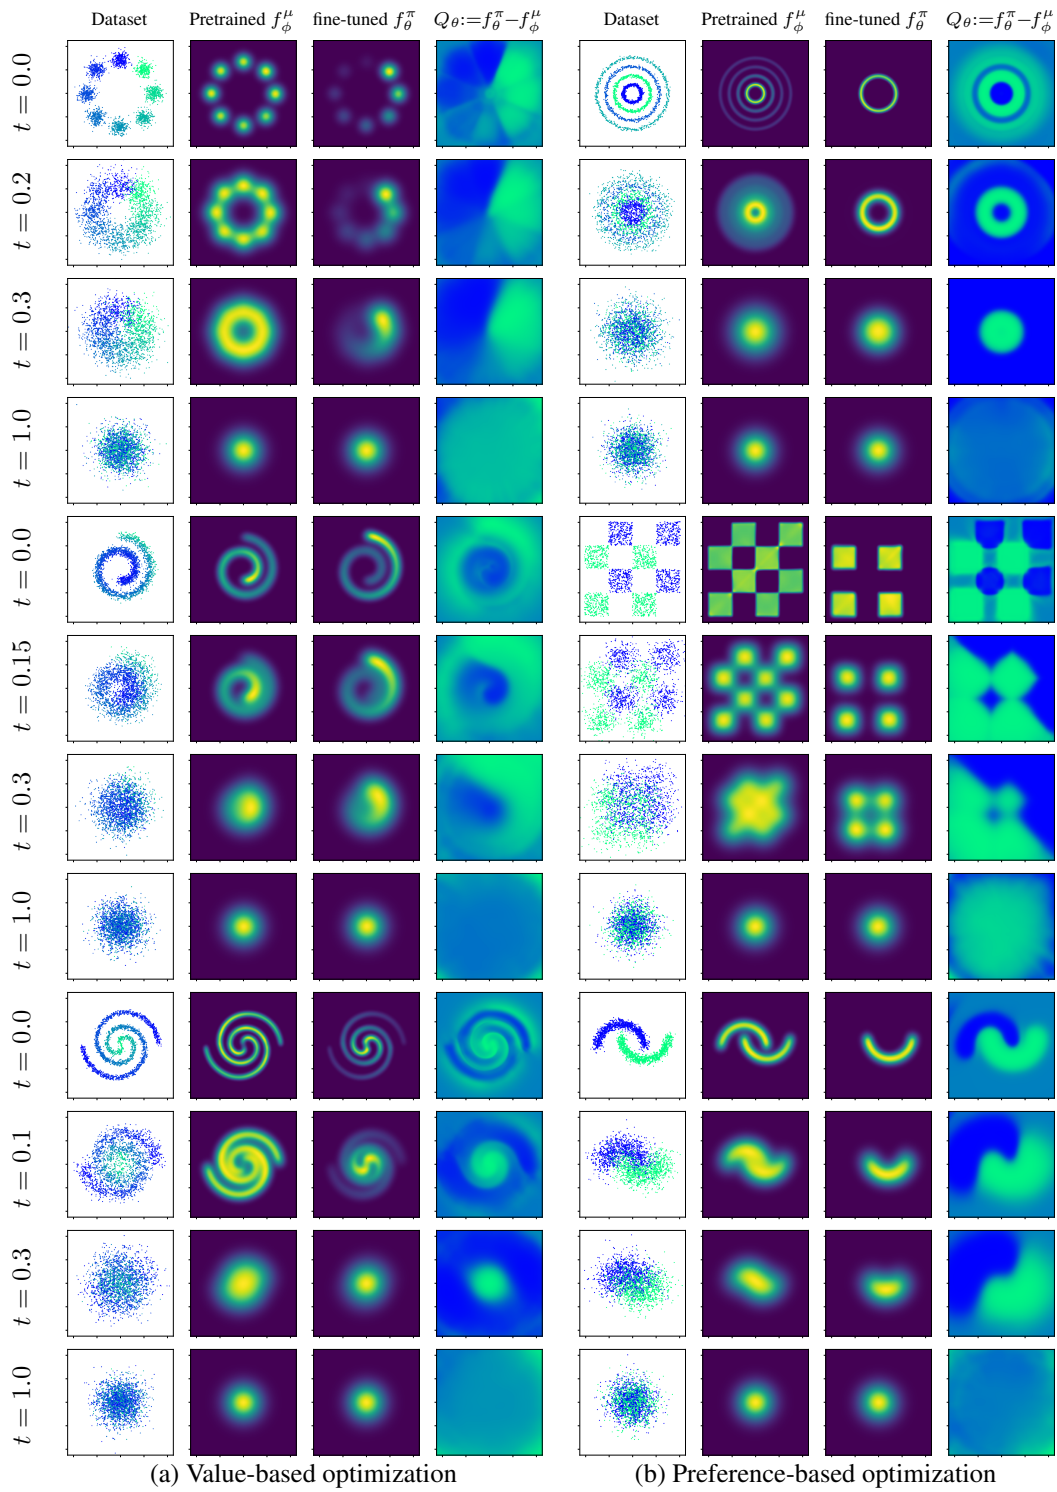 Dataset Pretrained $f_\phi^\mu$ fine-tuned $f_\theta^\pi$ $Q_\theta := f_\theta^\pi - f_\phi^\mu$ Dataset Pretrained $f_\phi^\mu$ fine-tuned $f_\theta^\pi$ $Q_\theta := f_\theta^\pi - f_\phi^\mu$
t = 0.0
t = 0.2
t = 0.3
t = 1.0
t = 0.0
t = 0.15
t = 0.3
t = 1.0
t = 0.0
t = 0.1
t = 0.3
t = 1.0
(a) Value-based optimization (b) Preference-based optimization